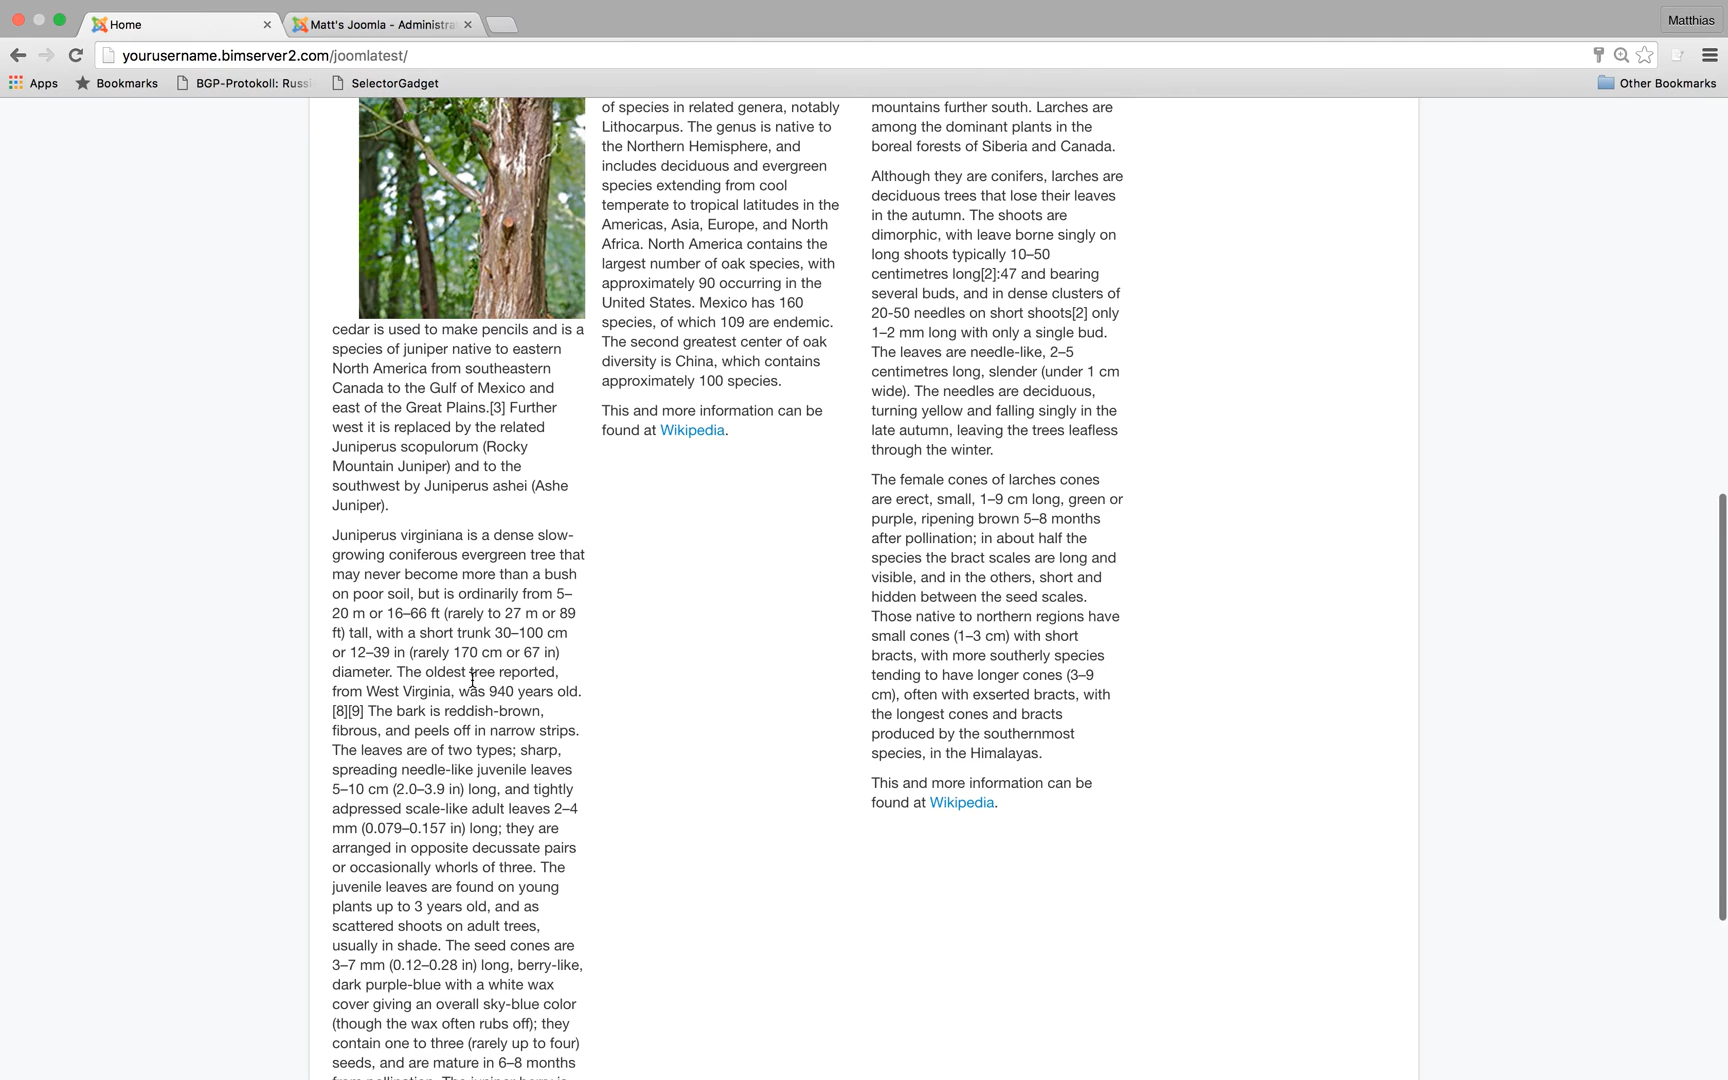 Home
Matt's Joomla - Administra
Matthias
yourusername.bimserver2.com/joomlatest/
Apps
Bookmarks
BGP-Protokoll: Russi
SelectorGadget
Other Bookmarks
cedar is used to make pencils and is a
species of juniper native to eastern
North America from southeastern
Canada to the Gulf of Mexico and
east of the Great Plains.[3] Further
west it is replaced by the related
Juniperus scopulorum (Rocky
Mountain Juniper) and to the
southwest by Juniperus ashei (Ashe
Juniper).
Juniperus virginiana is a dense slow-
growing coniferous evergreen tree that
may never become more than a bush
on poor soil, but is ordinarily from 5–
20 m or 16–66 ft (rarely to 27 m or 89
ft) tall, with a short trunk 30–100 cm
or 12–39 in (rarely 170 cm or 67 in)
diameter. The oldest tree reported,
from West Virginia, was 940 years old.
[8][9] The bark is reddish-brown,
fibrous, and peels off in narrow strips.
The leaves are of two types; sharp,
spreading needle-like juvenile leaves
5–10 cm (2.0–3.9 in) long, and tightly
adpressed scale-like adult leaves 2–4
mm (0.079–0.157 in) long; they are
arranged in opposite decussate pairs
or occasionally whorls of three. The
juvenile leaves are found on young
plants up to 3 years old, and as
scattered shoots on adult trees,
usually in shade. The seed cones are
3–7 mm (0.12–0.28 in) long, berry-like,
dark purple-blue with a white wax
cover giving an overall sky-blue color
(though the wax often rubs off); they
contain one to three (rarely up to four)
seeds, and are mature in 6–8 months
from pollination. The juniper berry is
of species in related genera, notably
Lithocarpus. The genus is native to
the Northern Hemisphere, and
includes deciduous and evergreen
species extending from cool
temperate to tropical latitudes in the
Americas, Asia, Europe, and North
Africa. North America contains the
largest number of oak species, with
approximately 90 occurring in the
United States. Mexico has 160
species, of which 109 are endemic.
The second greatest center of oak
diversity is China, which contains
approximately 100 species.
This and more information can be
found at Wikipedia.
mountains further south. Larches are
among the dominant plants in the
boreal forests of Siberia and Canada.
Although they are conifers, larches are
deciduous trees that lose their leaves
in the autumn. The shoots are
dimorphic, with leave borne singly on
long shoots typically 10–50
centimetres long[2]:47 and bearing
several buds, and in dense clusters of
20-50 needles on short shoots[2] only
1–2 mm long with only a single bud.
The leaves are needle-like, 2–5
centimetres long, slender (under 1 cm
wide). The needles are deciduous,
turning yellow and falling singly in the
late autumn, leaving the trees leafless
through the winter.
The female cones of larches cones
are erect, small, 1–9 cm long, green or
purple, ripening brown 5–8 months
after pollination; in about half the
species the bract scales are long and
visible, and in the others, short and
hidden between the seed scales.
Those native to northern regions have
small cones (1–3 cm) with short
bracts, with more southerly species
tending to have longer cones (3–9
cm), often with exserted bracts, with
the longest cones and bracts
produced by the southernmost
species, in the Himalayas.
This and more information can be
found at Wikipedia.